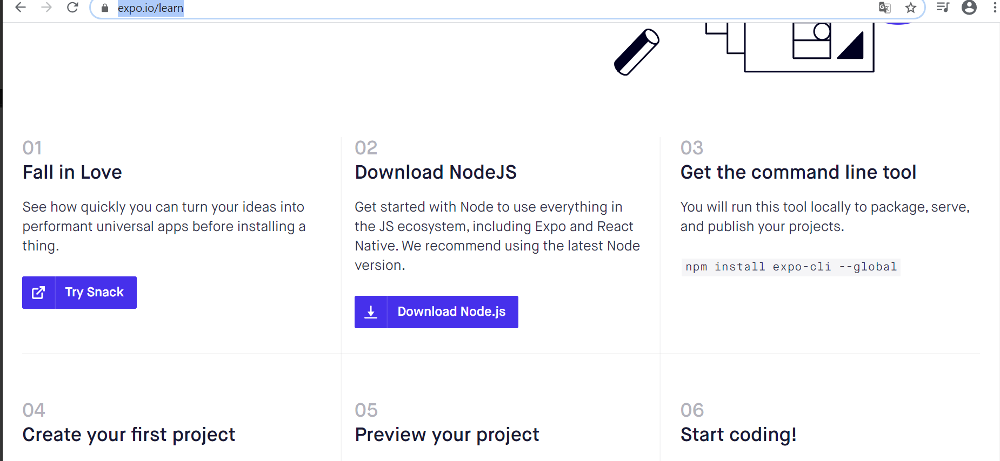 expo.io/learn
01
Fall in Love
See how quickly you can turn your ideas into
performant universal apps before installing a
thing.
Try Snack
02
Download NodeJS
Get started with Node to use everything in
the JS ecosystem, including Expo and React
Native. We recommend using the latest Node
version.
Download Node.js
03
Get the command line tool
You will run this tool locally to package, serve,
and publish your projects.
npm install expo-cli --global
04
Create your first project
05
Preview your project
06
Start coding!